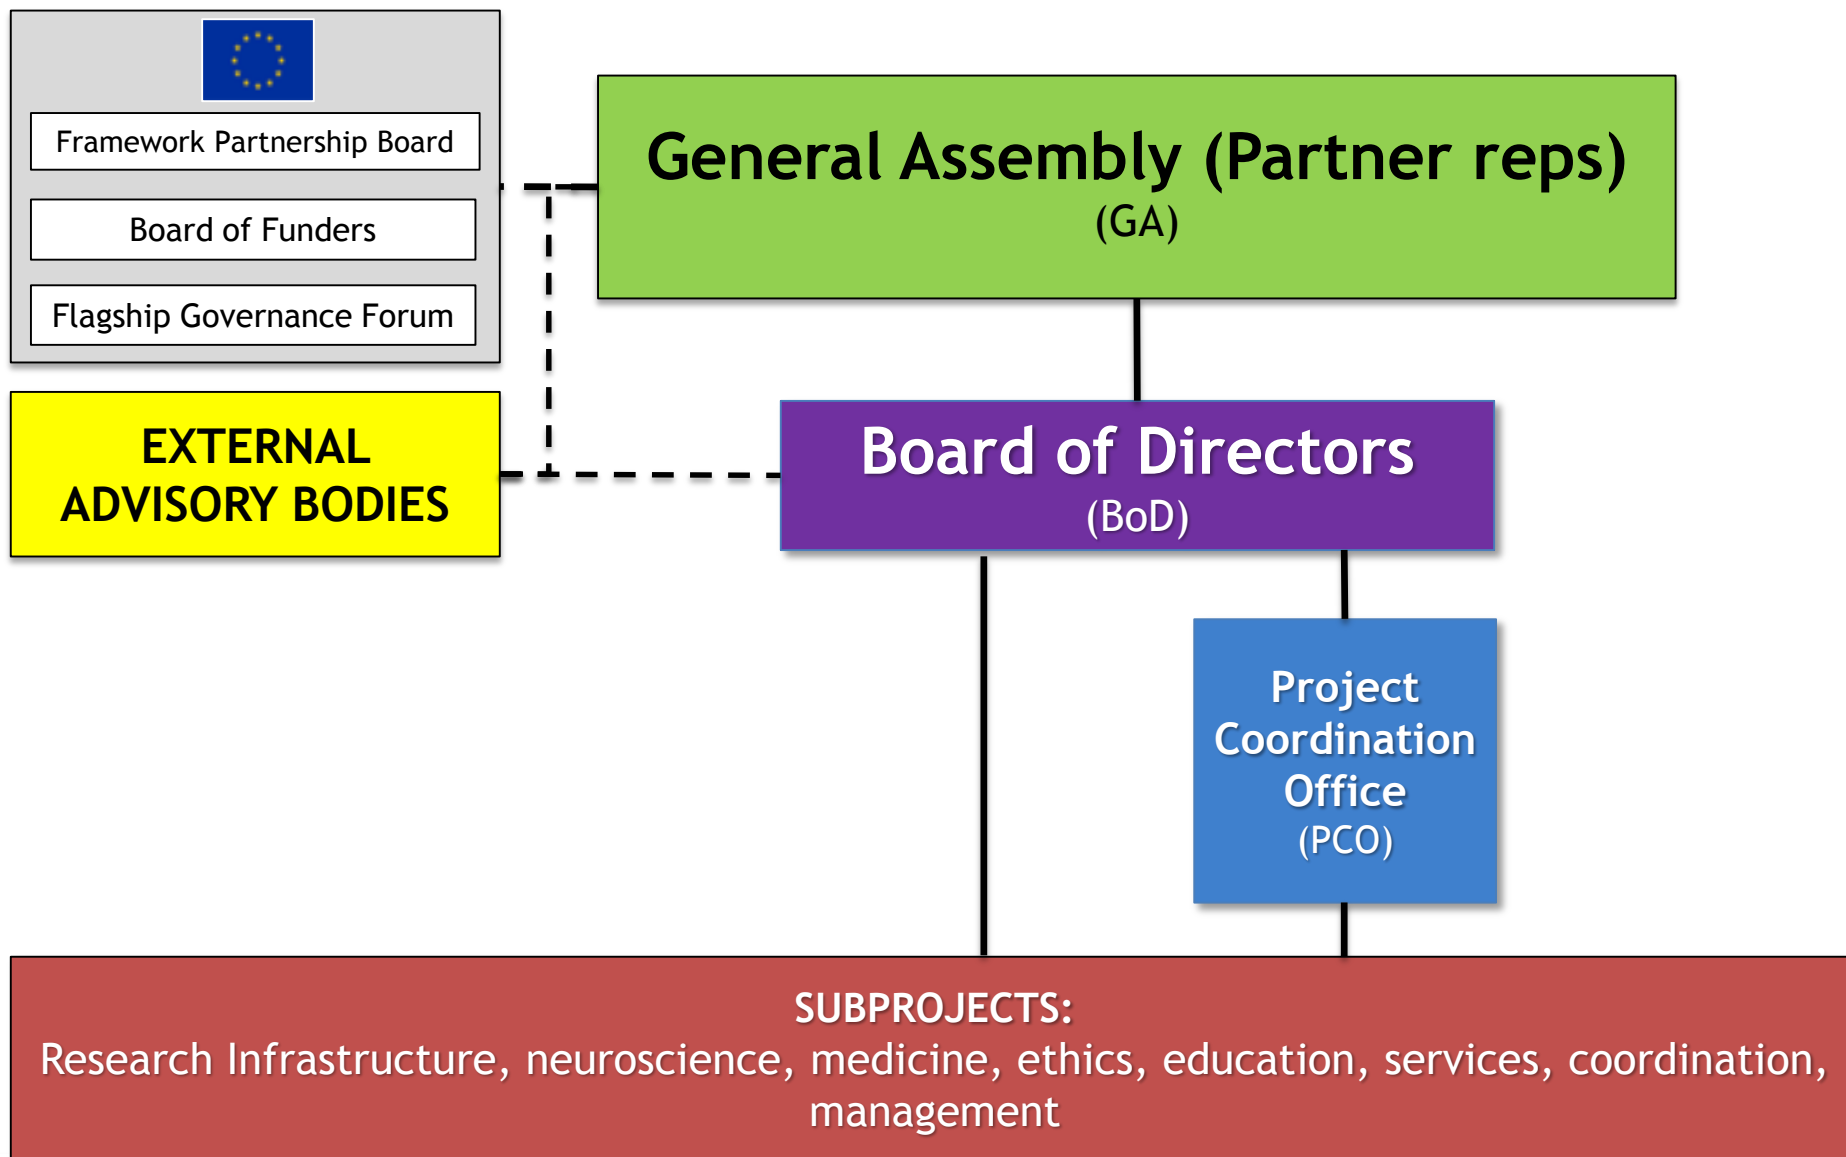 Framework Partnership Board
Board of Funders
Flagship Governance Forum
General Assembly (Partner reps)
(GA)
EXTERNAL
ADVISORY BODIES
Board of Directors
(BoD)
Project
Coordination
Office
(PCO)
SUBPROJECTS:
Research Infrastructure, neuroscience, medicine, ethics, education, services, coordination,
management